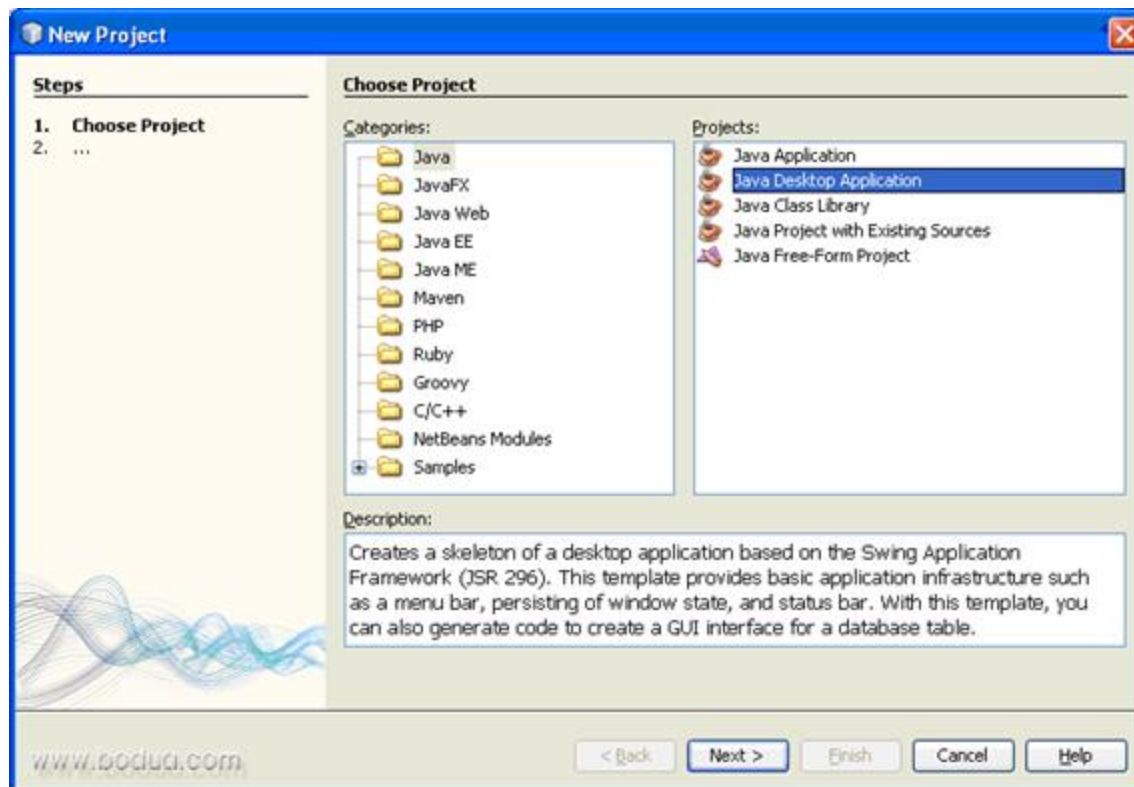 New Project
Steps
1. Choose Project
2. ...
Choose Project
Categories:
Java
JavaFX
Java Web
Java EE
Java ME
Maven
PHP
Ruby
Groovy
C/C++
NetBeans Modules
Samples
Projects:
Java Application
Java Desktop Application
Java Class Library
Java Project with Existing Sources
Java Free-Form Project
Description:
Creates a skeleton of a desktop application based on the Swing Application
Framework (JSR 296). This template provides basic application infrastructure such
as a menu bar, persisting of window state, and status bar. With this template, you
can also generate code to create a GUI interface for a database table.
www.bodua.com
< Back
Next >
Finish
Cancel
Help